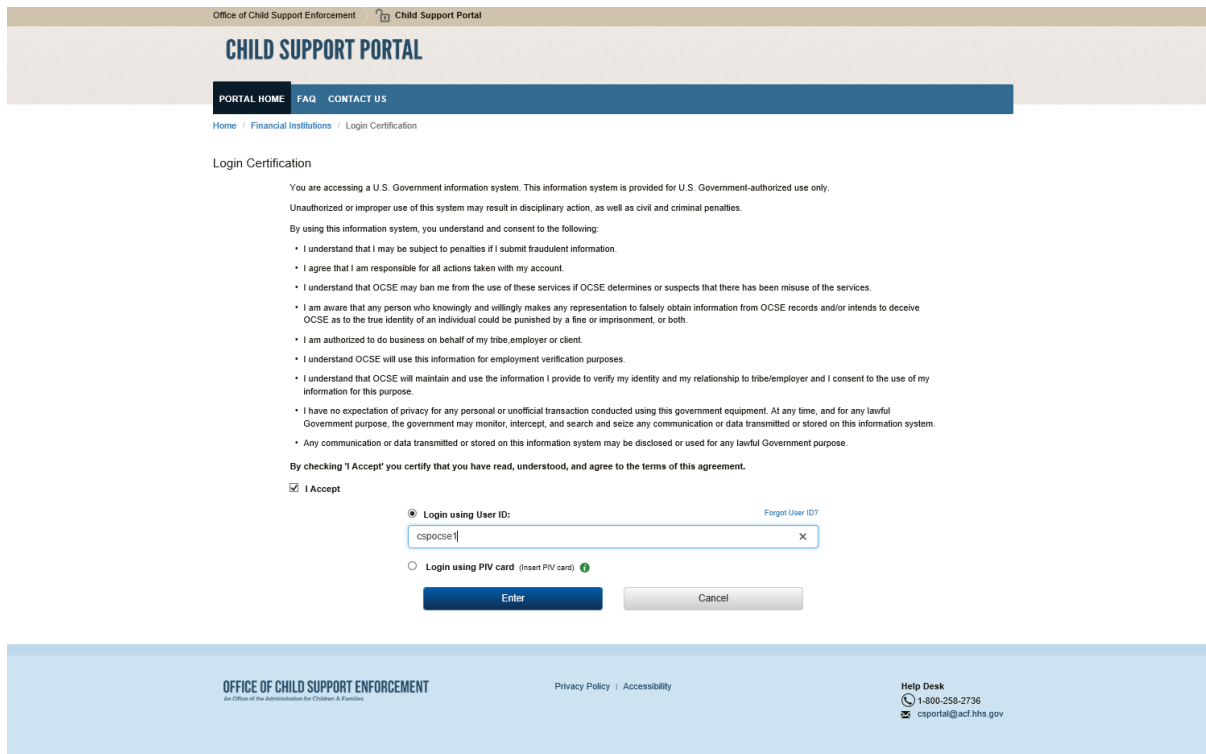 Office of Child Support Enforcement Child Support Portal
CHILD SUPPORT PORTAL
PORTAL HOME FAQ CONTACT US
Home / Financial Institutions / Login Certification
Login Certification
You are accessing a U.S. Government information system. This information system is provided for U.S. Government-authorized use only.
Unauthorized or improper use of this system may result in disciplinary action, as well as civil and criminal penalties.
By using this information system, you understand and consent to the following:
• I understand that I may be subject to penalties if I submit fraudulent information.
• I agree that I am responsible for all actions taken with my account.
• I understand that OCSE may ban me from the use of these services if OCSE determines or suspects that there has been misuse of the services.
• I am aware that any person who knowingly and willingly makes any representation to falsely obtain information from OCSE records and/or intends to deceive
OCSE as to the true identity of an individual could be punished by a fine or imprisonment, or both.
• I am authorized to do business on behalf of my tribe,employer or client.
• I understand OCSE will use this information for employment verification purposes.
• I understand that OCSE will maintain and use the information I provide to verify my identity and my relationship to tribe/employer and I consent to the use of my
information for this purpose.
• I have no expectation of privacy for any personal or unofficial transaction conducted using this government equipment. At any time, and for any lawful
Government purpose, the government may monitor, intercept, and search and seize any communication or data transmitted or stored on this information system.
• Any communication or data transmitted or stored on this information system may be disclosed or used for any lawful Government purpose.
By checking 'I Accept' you certify that you have read, understood, and agree to the terms of this agreement.
I Accept
Login using User ID: Forgot User ID?
cspocse1
Login using PIV card (Insert PIV card)
Enter Cancel
OFFICE OF CHILD SUPPORT ENFORCEMENT
An Office of the Administration for Children & Families
Privacy Policy | Accessibility
Help Desk
1-800-258-2736
csportal@acf.hhs.gov